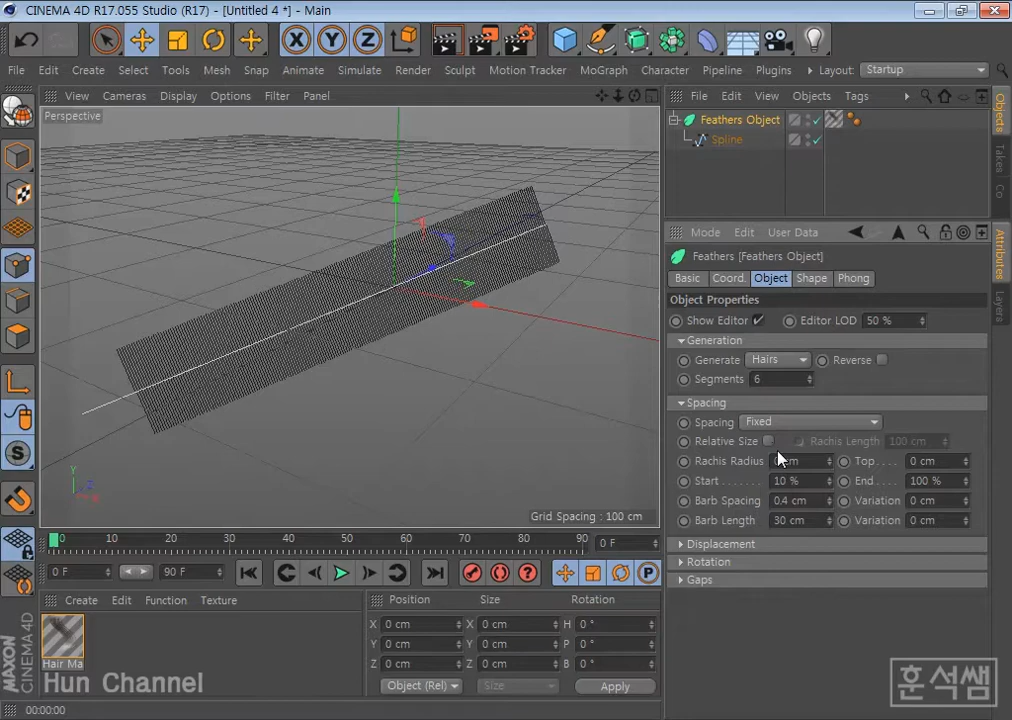 CINEMA 4D R17.055 Studio (R17) - [Untitled 4 *] - Main
File Edit Create Select Tools Mesh Snap Animate Simulate Render Sculpt Motion Tracker MoGraph Character Pipeline Plugins Layout: Startup
View Cameras Display Options Filter Panel
Perspective
Grid Spacing : 100 cm
Y
Z
File Edit View Objects Tags
Feathers Object
Spline
Objects
Takes
Co
Mode Edit User Data
Attributes
Layers
Feathers [Feathers Object]
Basic Coord. Object Shape Phong
Object Properties
Show Editor Editor LOD 50 %
Generation
Generate Hairs Reverse
Segments 6
Spacing
Spacing Fixed
Relative Size Rachis Length 100 cm
Rachis Radius Top . . . . 0 cm
Start . . . . . . . 10 % End . . . 100 %
Barb Spacing 0.4 cm Variation 0 cm
Barb Length 30 cm Variation 0 cm
Displacement
Rotation
Gaps
0 10 20 30 40 50 60 70 80 90 0 F
0 F 90 F
Create Edit Function Texture
Hair Ma
Position Size Rotation
X 0 cm X 0 cm H 0 °
Y 0 cm Y 0 cm P 0 °
Z 0 cm Z 0 cm B 0 °
Object (Rel) Size Apply
MAXON
CINEMA 4D
Hun Channel
훈석쌤
00:00:00